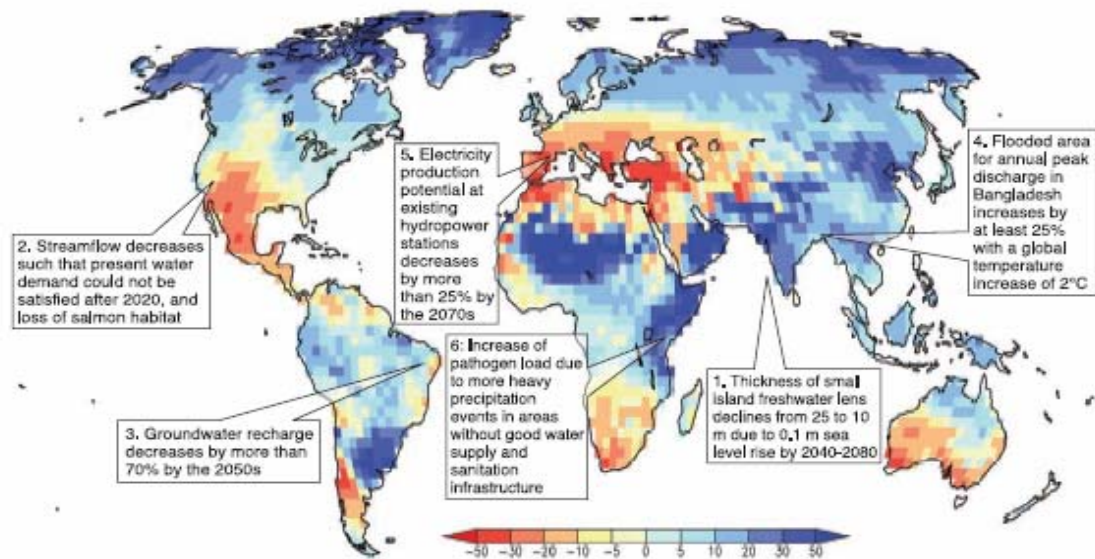 5. Electricity
production
potential at
existing
hydropower
stations
decreases
by more
than 25% by
the 2070s
4. Flooded area
for annual peak
discharge in
Bangladesh
increases by
at least 25%
with a global
temperature
increase of 2°C
2. Streamflow decreases
such that present water
demand could not be
satisfied after 2020, and
loss of salmon habitat
6: Increase of
pathogen load due
to more heavy
precipitation
events in areas
without good water
supply and
sanitation
infrastructure
1. Thickness of small
island freshwater lens
declines from 25 to 10
m due to 0.1 m sea
level rise by 2040-2080
3. Groundwater recharge
decreases by more than
70% by the 2050s
-50 -30 -20 -10 -5 0 5 10 20 30 50